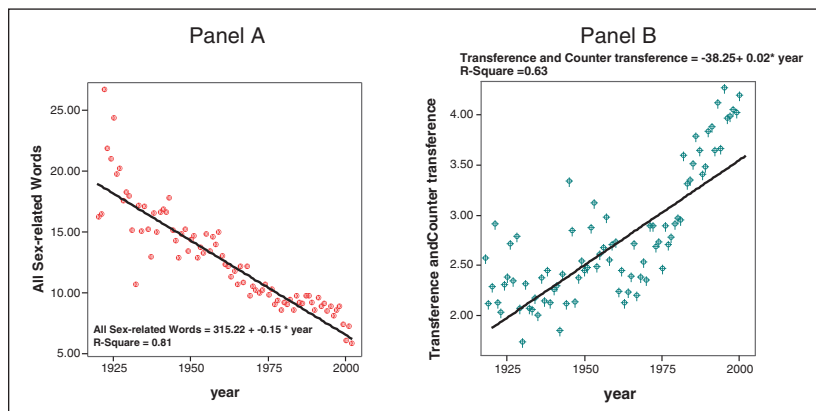 Panel A
All Sex-related Words
25.00
20.00
15.00
10.00
5.00
All Sex-related Words = 315.22 + -0.15 * year
R-Square = 0.81
1925
1950
1975
2000
year
Panel B
Transference and Counter transference = -38.25+ 0.02* year
R-Square =0.63
Transference andCounter transference
4.00
3.50
3.00
2.50
2.00
1925
1950
1975
2000
year